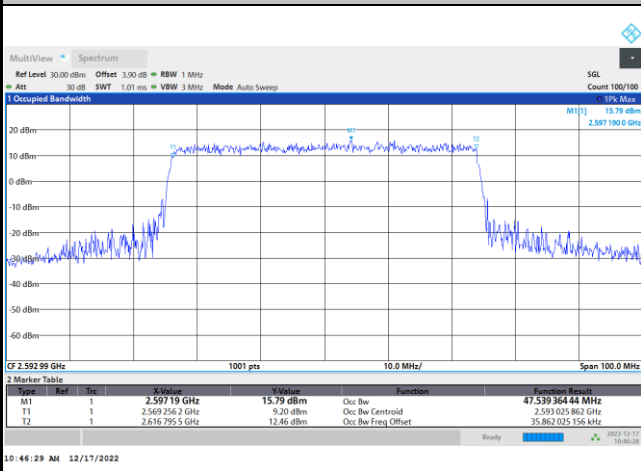 MultiView Spectrum
Ref Level 30.00 dBm Offset 3.90 dB RBW 1 MHz SGL
Att 30 dB SWT 1.01 ms VBW 3 MHz Mode Auto Sweep Count 100/100
1 Occupied Bandwidth 1Pk Max
M1[1] 15.79 dBm
2.597 190 0 GHz
20 dBm
M1
T1
T2
10 dBm
0 dBm
-10 dBm
-20 dBm
-30 dBm
-40 dBm
-50 dBm
-60 dBm
CF 2.592 99 GHz 1001 pts 10.0 MHz/ Span 100.0 MHz
2 Marker Table
Type Ref Trc X-Value Y-Value Function Function Result
M1 1 2.597 19 GHz 15.79 dBm Occ Bw 47.539 364 44 MHz
T1 1 2.569 256 2 GHz 9.20 dBm Occ Bw Centroid 2.593 025 862 GHz
T2 1 2.616 795 5 GHz 12.46 dBm Occ Bw Freq Offset 35.862 025 156 kHz
Ready 2022-12-17
10:46:28
10:46:29 AM 12/17/2022